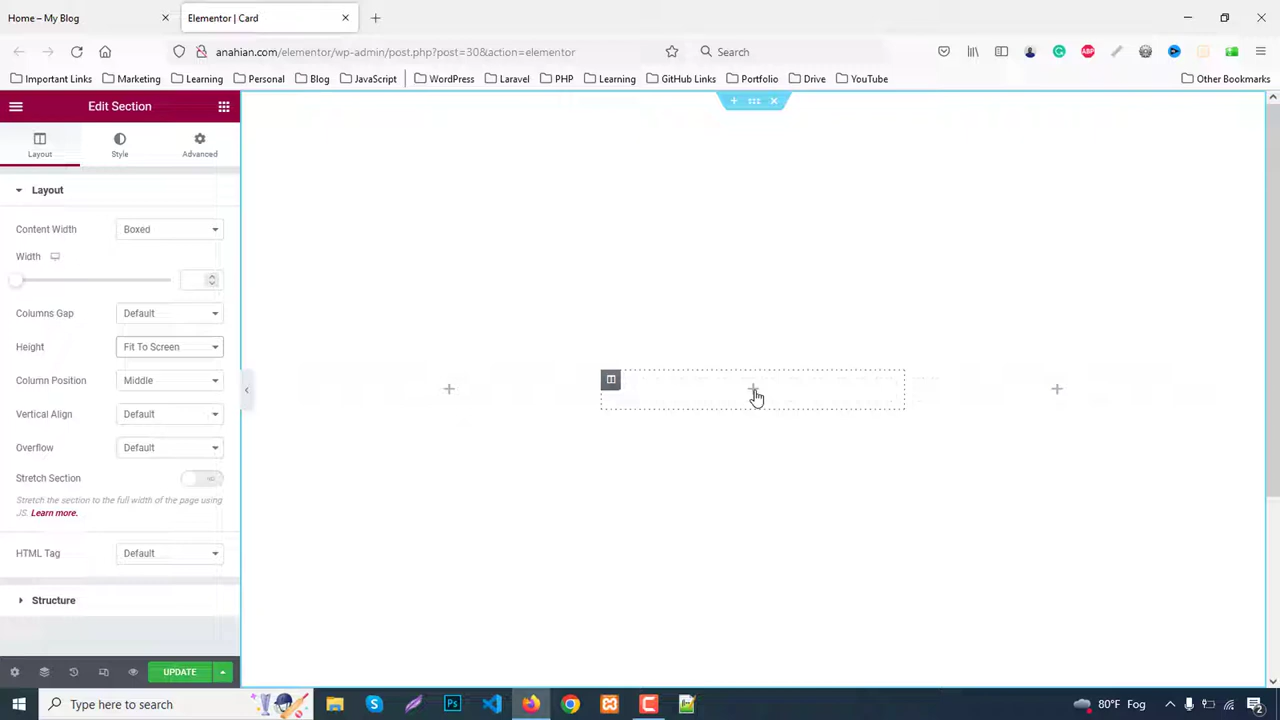 Home – My Blog
Elementor | Card
anahian.com/elementor/wp-admin/post.php?post=30&action=elementor
Search
Important Links
Marketing
Learning
Personal
Blog
JavaScript
WordPress
Laravel
PHP
Learning
GitHub Links
Portfolio
Drive
YouTube
Other Bookmarks
Edit Section
Layout
Style
Advanced
Layout
Content Width
Boxed
Width
Columns Gap
Default
Height
Fit To Screen
Column Position
Middle
Vertical Align
Default
Overflow
Default
Stretch Section
Stretch the section to the full width of the page using
JS. Learn more.
HTML Tag
Default
Structure
UPDATE
Type here to search
80°F Fog